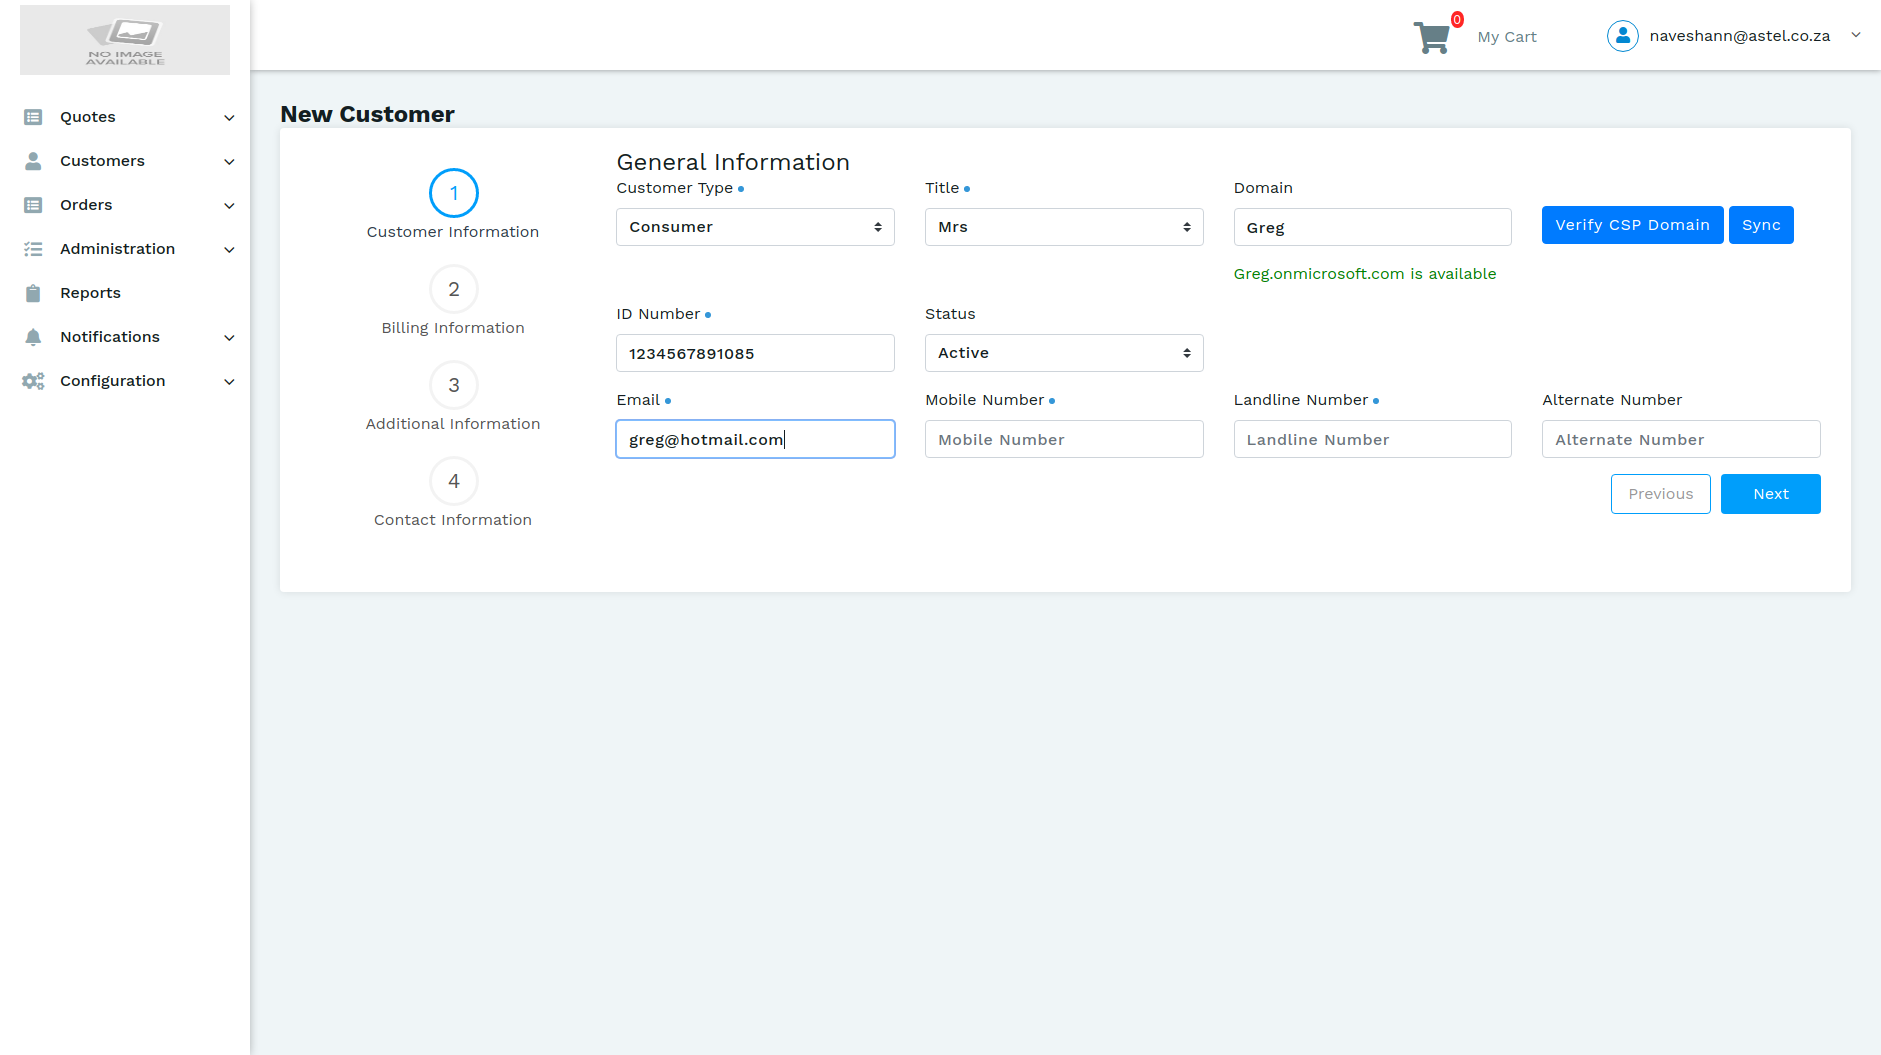 NO IMAGE
AVAILABLE
0
My Cart
naveshann@astel.co.za
Quotes
Customers
Orders
Administration
Reports
Notifications
Configuration
New Customer
1
Customer Information
2
Billing Information
3
Additional Information
4
Contact Information
General Information
Customer Type
Title
Domain
Consumer
Mrs
Greg
Verify CSP Domain
Sync
Greg.onmicrosoft.com is available
ID Number
Status
1234567891085
Active
Email
Mobile Number
Landline Number
Alternate Number
greg@hotmail.com
Mobile Number
Landline Number
Alternate Number
Previous
Next